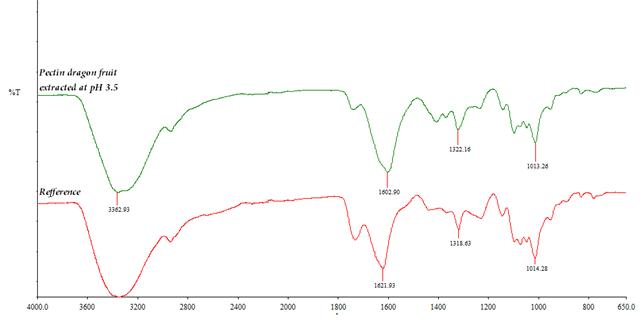 Pectin dragon fruit
extracted at pH 3.5
%T
1322.16
1013.26
1602.90
Refference
3362.93
1318.63
1014.28
1621.93
4000.0 3600 3200 2800 2400 2000 1800 1600 1400 1200 1000 800 650.0